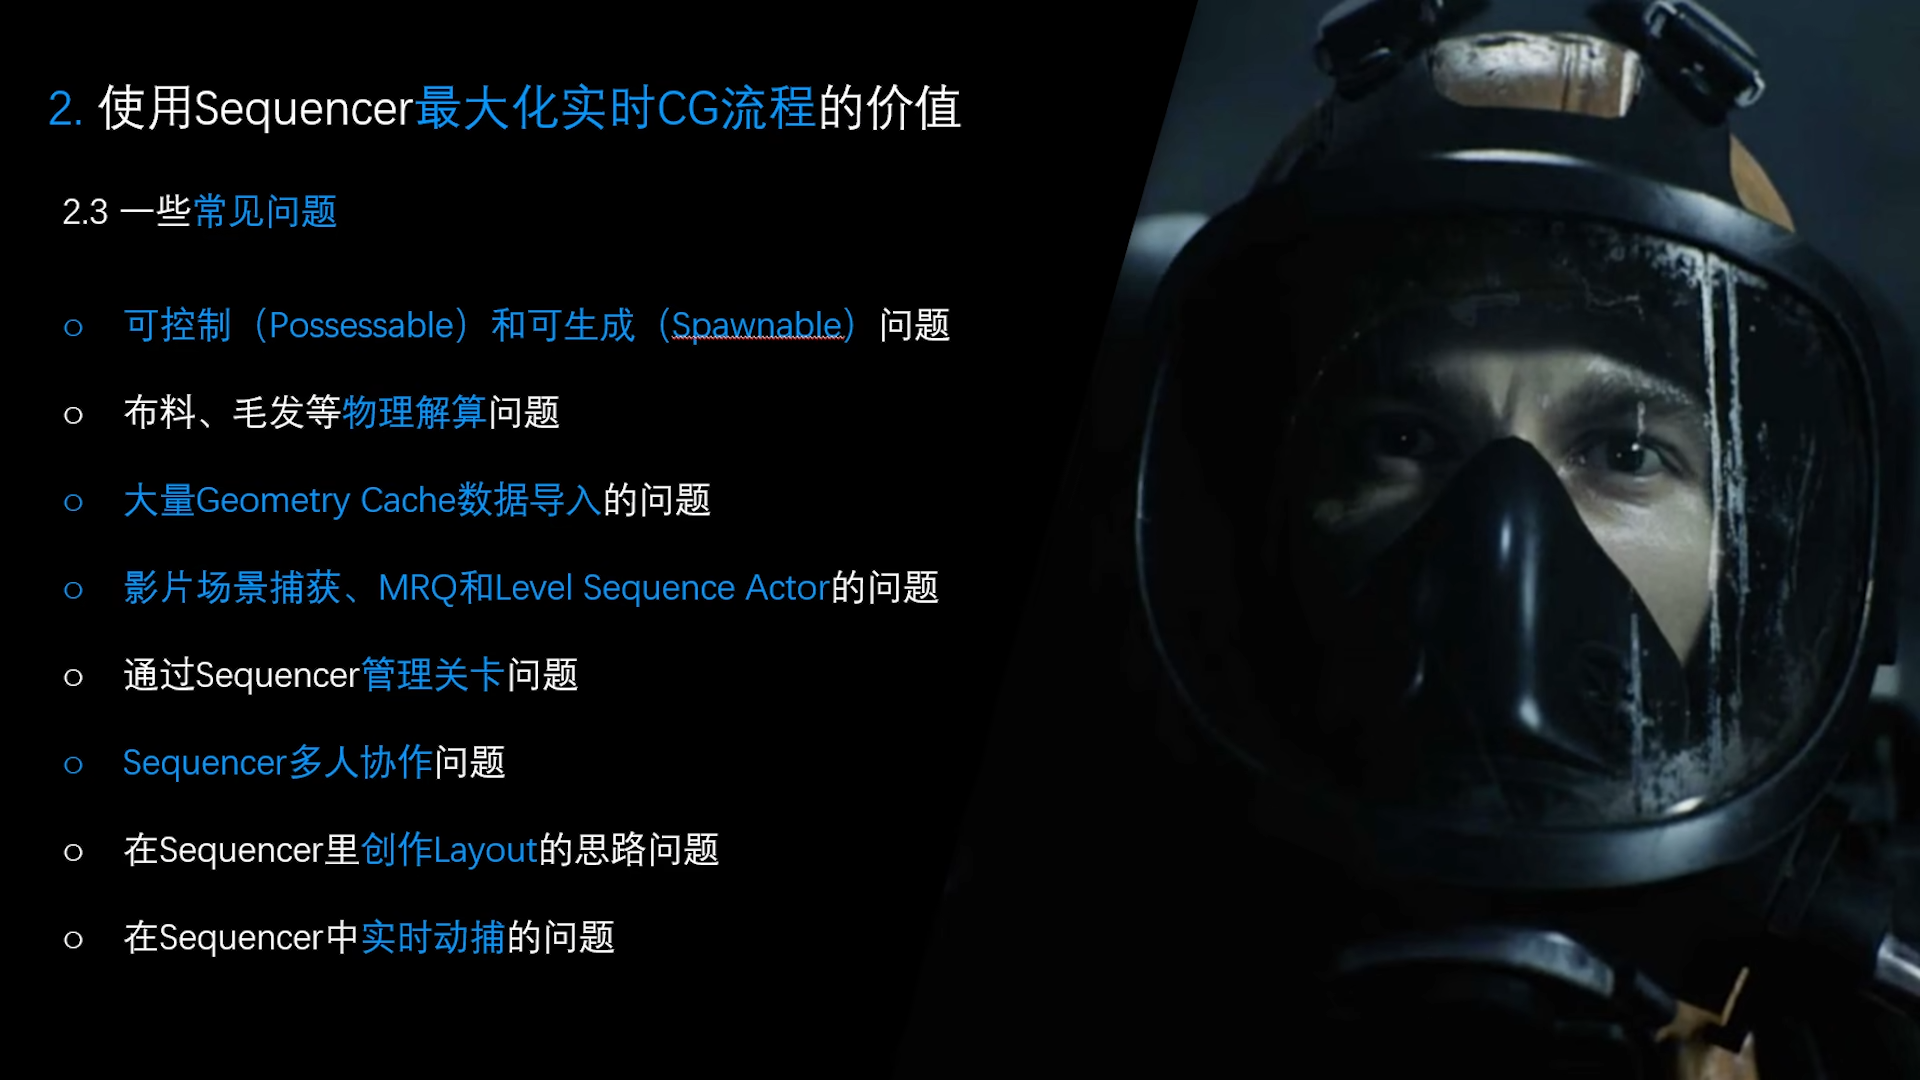 2. 使用Sequencer最大化实时CG流程的价值
2.3 一些常见问题
可控制（Possessable）和可生成（Spawnable）问题
布料、毛发等物理解算问题
大量Geometry Cache数据导入的问题
影片场景捕获、MRQ和Level Sequence Actor的问题
通过Sequencer管理关卡问题
Sequencer多人协作问题
在Sequencer里创作Layout的思路问题
在Sequencer中实时动捕的问题